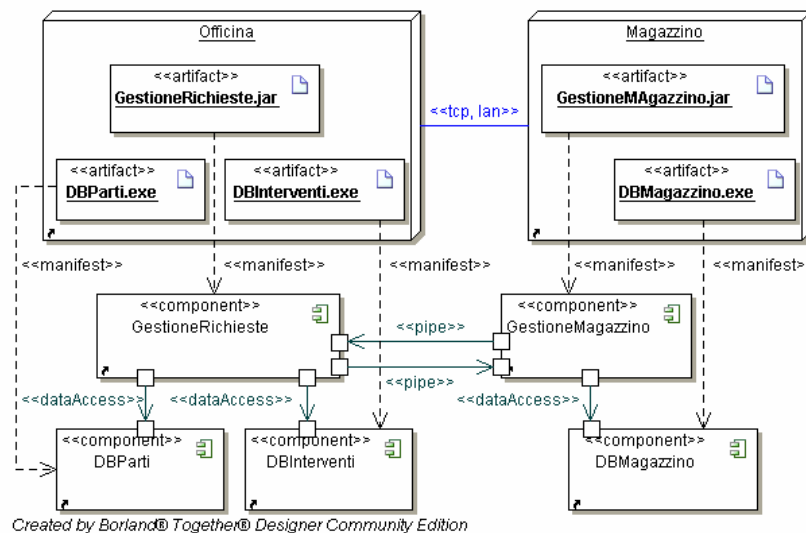 Officina
Magazzino
<<artifact>>
GestioneRichieste.jar
<<artifact>>
GestioneMAgazzino.jar
<<tcp, lan>>
<<artifact>>
DBParti.exe
<<artifact>>
DBInterventi.exe
<<artifact>>
DBMagazzino.exe
<<manifest>>
<<manifest>>
<<manifest>>
<<manifest>>
<<manifest>>
<<component>>
GestioneRichieste
<<component>>
GestioneMagazzino
<<pipe>>
<<pipe>>
<<dataAccess>>
<<dataAccess>>
<<dataAccess>>
<<component>>
DBParti
<<component>>
DBInterventi
<<component>>
DBMagazzino
Created by Borland® Together® Designer Community Edition